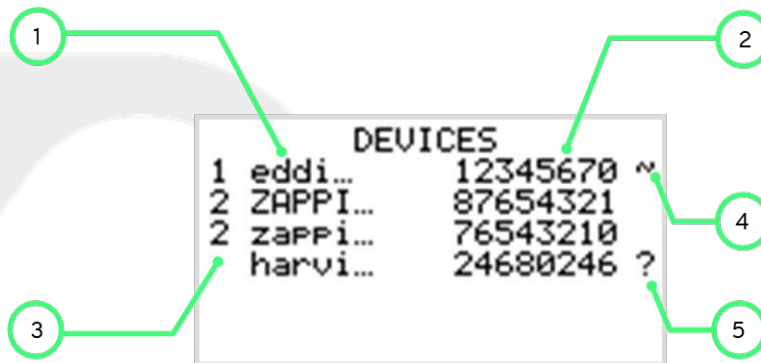 1
2
DEVICES
1 eddi… 12345670 ~
2 ZAPPI… 87654321
2 zappi… 76543210
harvi… 24680246 ?
4
3
5